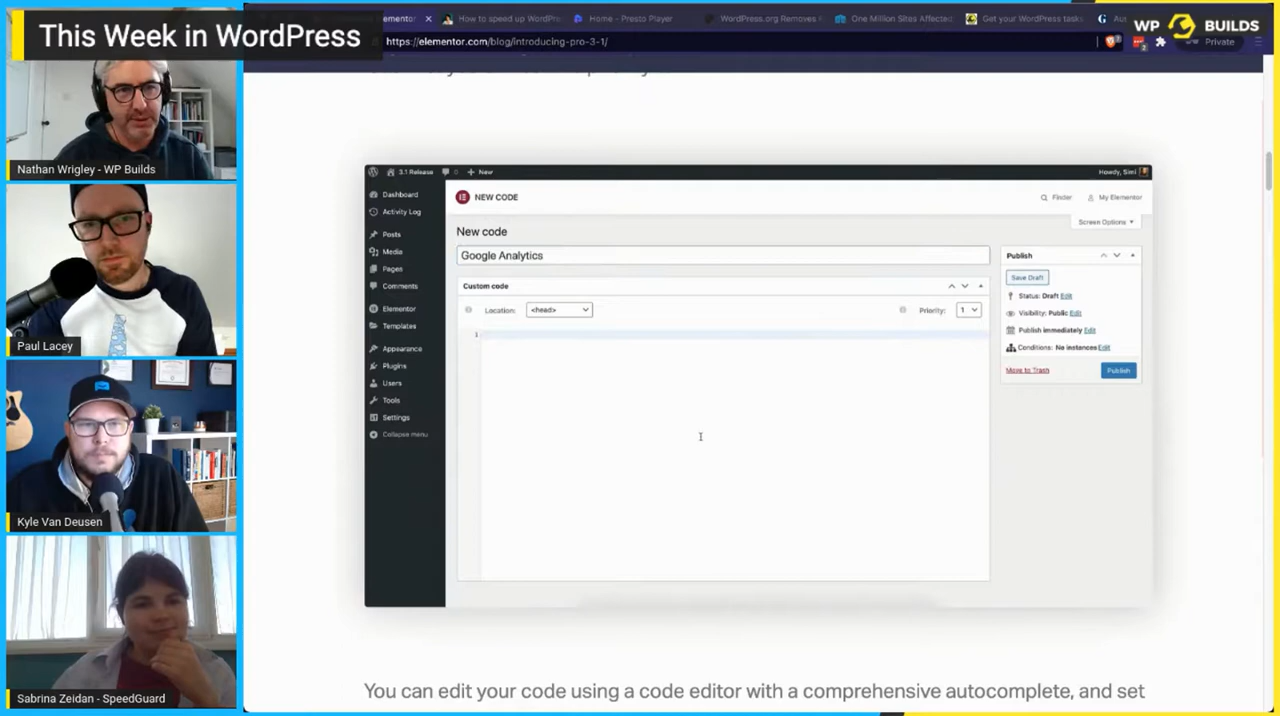 This Week in WordPress
ementor
How to speed up WordPre
Home - Presto Player
WordPress.org Removes
One Million Sites Affected
Get your WordPress task
https://elementor.com/blog/introducing-pro-3-1/
Private
WP BUILDS
Nathan Wrigley - WP Builds
Paul Lacey
Kyle Van Deusen
Sabrina Zeidan - SpeedGuard
3.1 Release
0
New
Howdy, Simi
Dashboard
Activity Log
Posts
Media
Pages
Comments
Elementor
Templates
Appearance
Plugins
Users
Tools
Settings
Collapse menu
NEW CODE
Finder
My Elementor
Screen Options
New code
Google Analytics
Custom code
Location: <head>
Priority: 1
1
Publish
Save Draft
Status: Draft Edit
Visibility: Public Edit
Publish immediately Edit
Conditions: No instances Edit
Move to Trash
Publish
You can edit your code using a code editor with a comprehensive autocomplete, and set